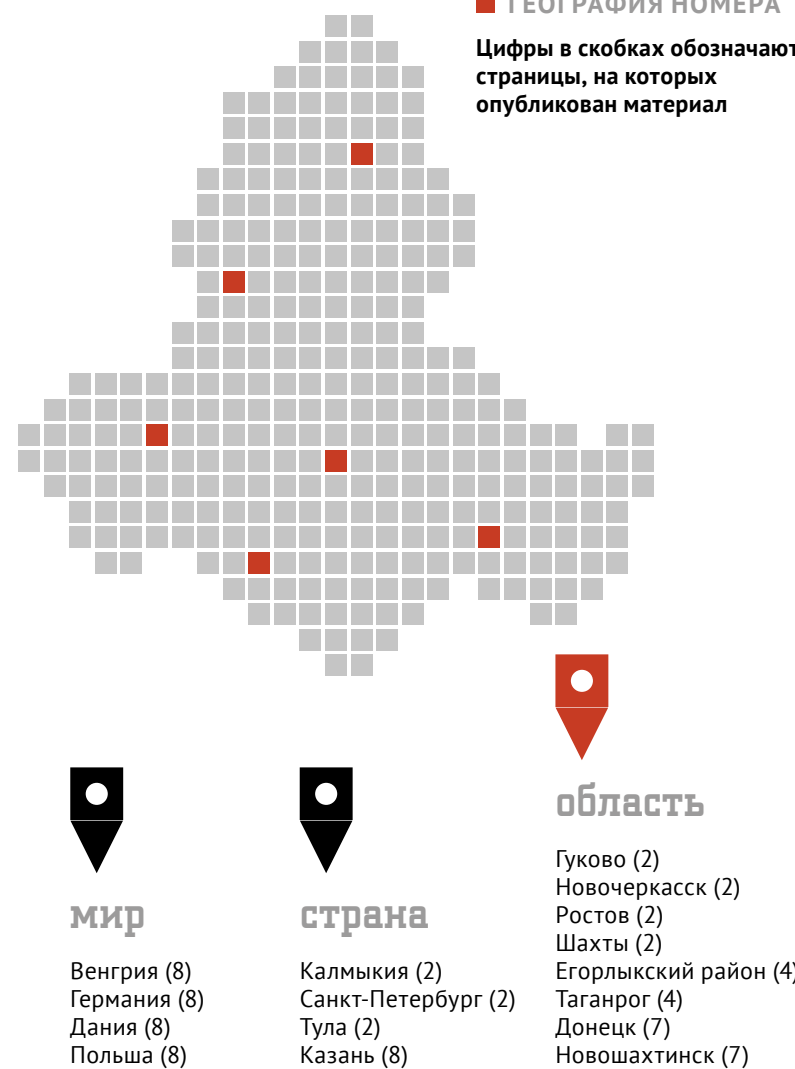 ГЕОГРАФИЯ НОМЕРА
Цифры в скобках обозначают
страницы, на которых
опубликован материал
мир
Венгрия (8)
Германия (8)
Дания (8)
Польша (8)
страна
Калмыкия (2)
Санкт-Петербург (2)
Тула (2)
Казань (8)
область
Гуково (2)
Новочеркасск (2)
Ростов (2)
Шахты (2)
Егорлыкский район (4)
Таганрог (4)
Донецк (7)
Новошахтинск (7)